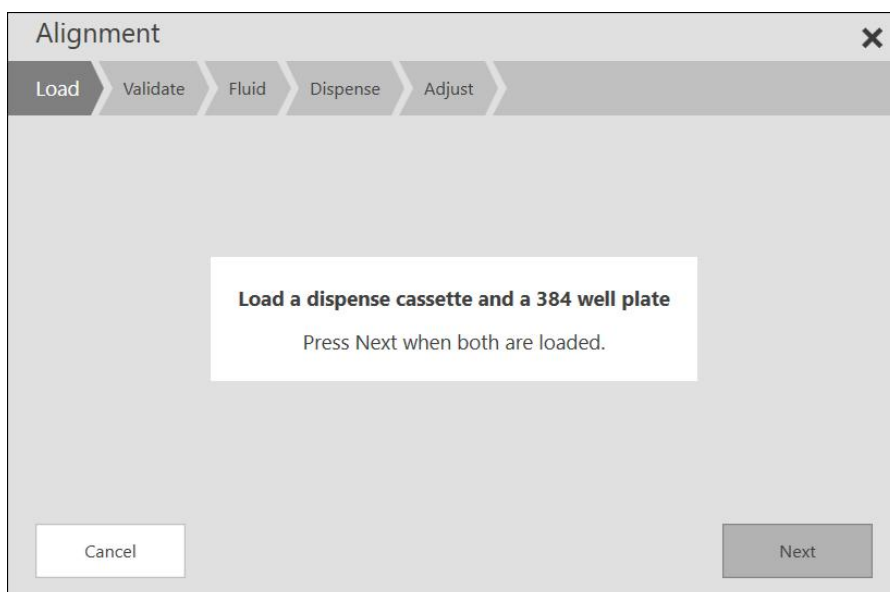 Alignment
Load Validate Fluid Dispense Adjust
Load a dispense cassette and a 384 well plate
Press Next when both are loaded.
Cancel Next